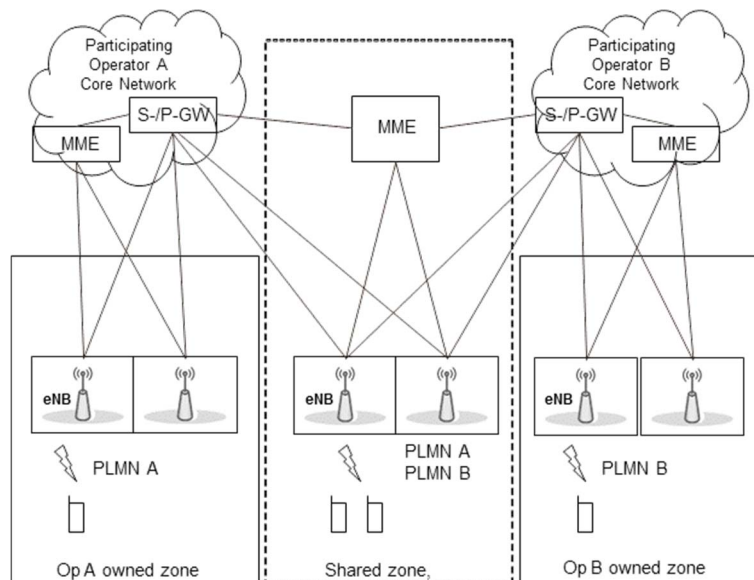 Participating
Operator A
Core Network
S-/P-GW
MME
MME
Participating
Operator B
Core Network
S-/P-GW
MME
eNB
PLMN A
Op A owned zone
eNB
PLMN A
PLMN B
Shared zone,
eNB
PLMN B
Op B owned zone